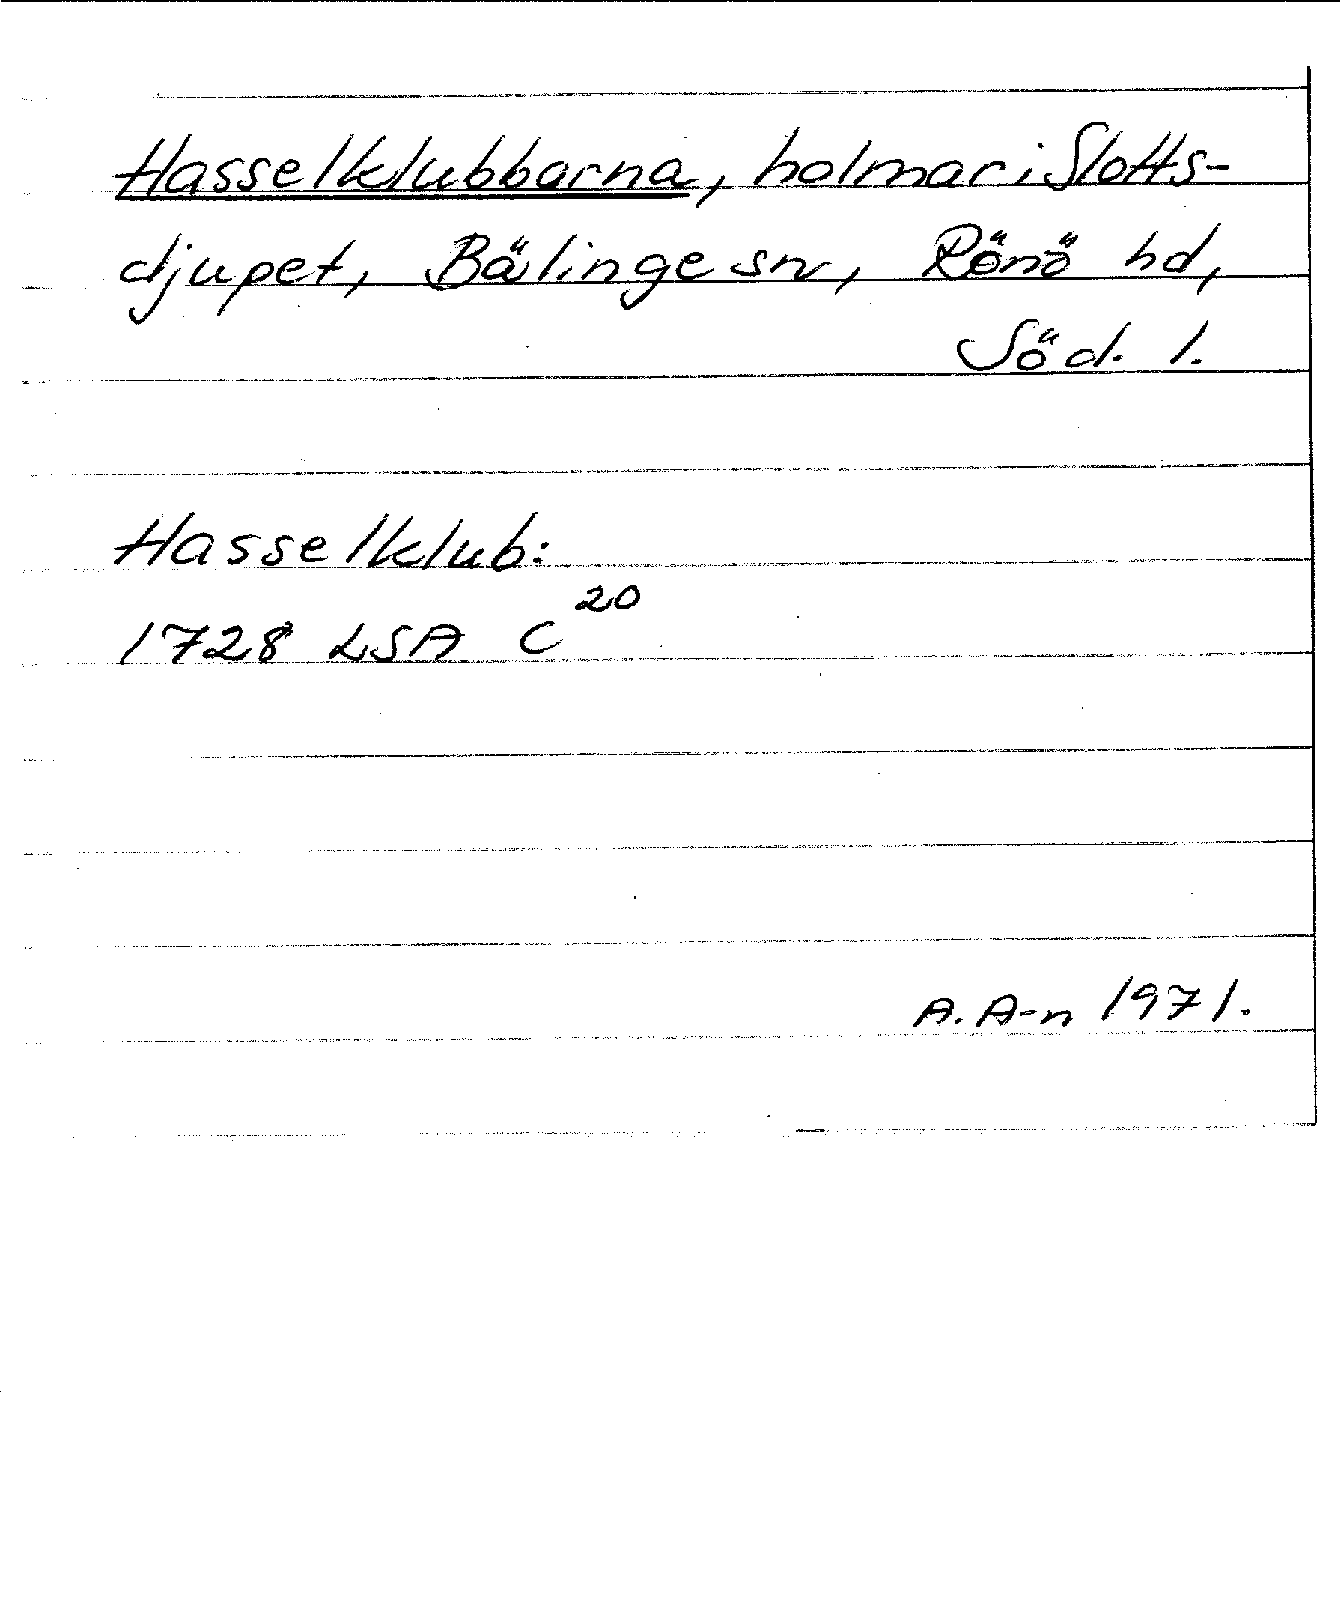 Hasselklubbarna, holmar i Slotts-
djupet, Bälinge sn, Rönö hd,
Söd. l.
Hasselklub:
1728 LSA C 20
A. A-n 1971.